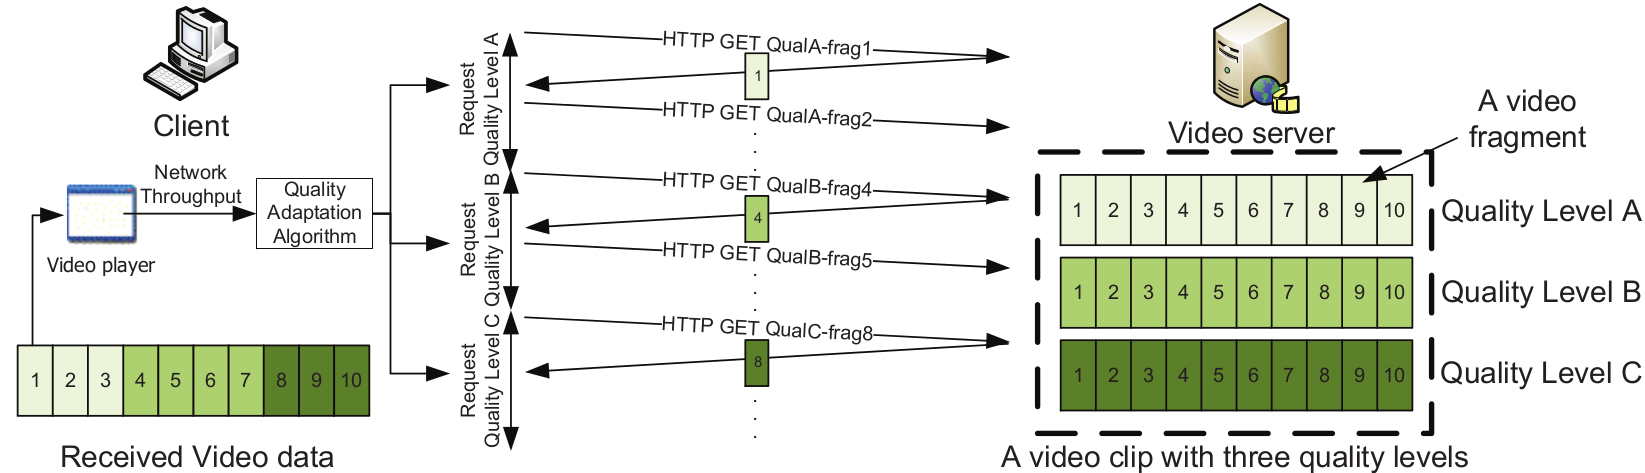 Client
Network
Throughput
Quality
Adaptation
Algorithm
Video player
1 2 3 4 5 6 7 8 9 10
Received Video data
Request
Quality Level A
Request
Quality Level B
Request
Quality Level C
HTTP GET QualA-frag1
1
HTTP GET QualA-frag2
HTTP GET QualB-frag4
4
HTTP GET QualB-frag5
HTTP GET QualC-frag8
8
Video server
A video
fragment
1 2 3 4 5 6 7 8 9 10
Quality Level A
1 2 3 4 5 6 7 8 9 10
Quality Level B
1 2 3 4 5 6 7 8 9 10
Quality Level C
A video clip with three quality levels